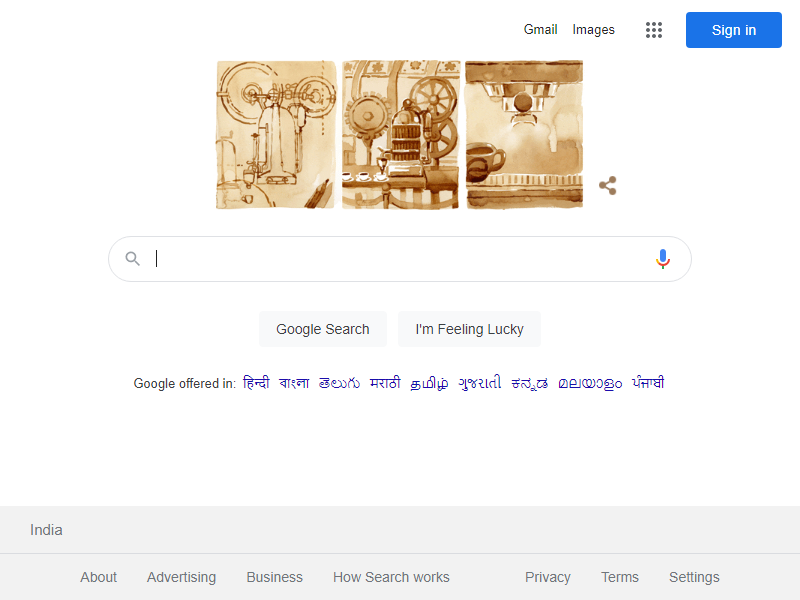 Gmail Images Sign in
Google Search I'm Feeling Lucky
Google offered in: हिन्दी বাংলা తెలుగు मराठी தமிழ் ગુજરાતી ಕನ್ನಡ മലയാളം ਪੰਜਾਬੀ
India
About Advertising Business How Search works Privacy Terms Settings